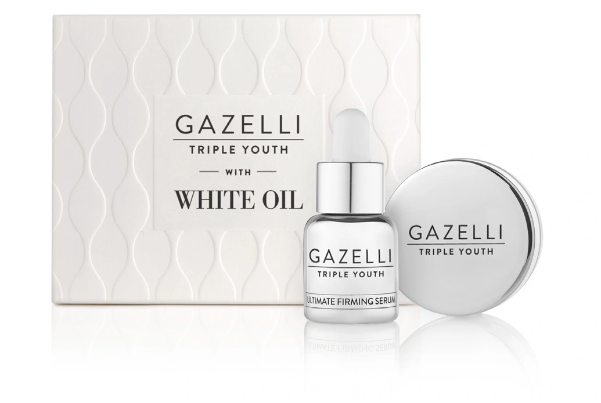 GAZELLI
TRIPLE YOUTH
WITH
WHITE OIL
GAZELLI
TRIPLE YOUTH
ULTIMATE FIRMING SERUM
GAZELLI
TRIPLE YOUTH